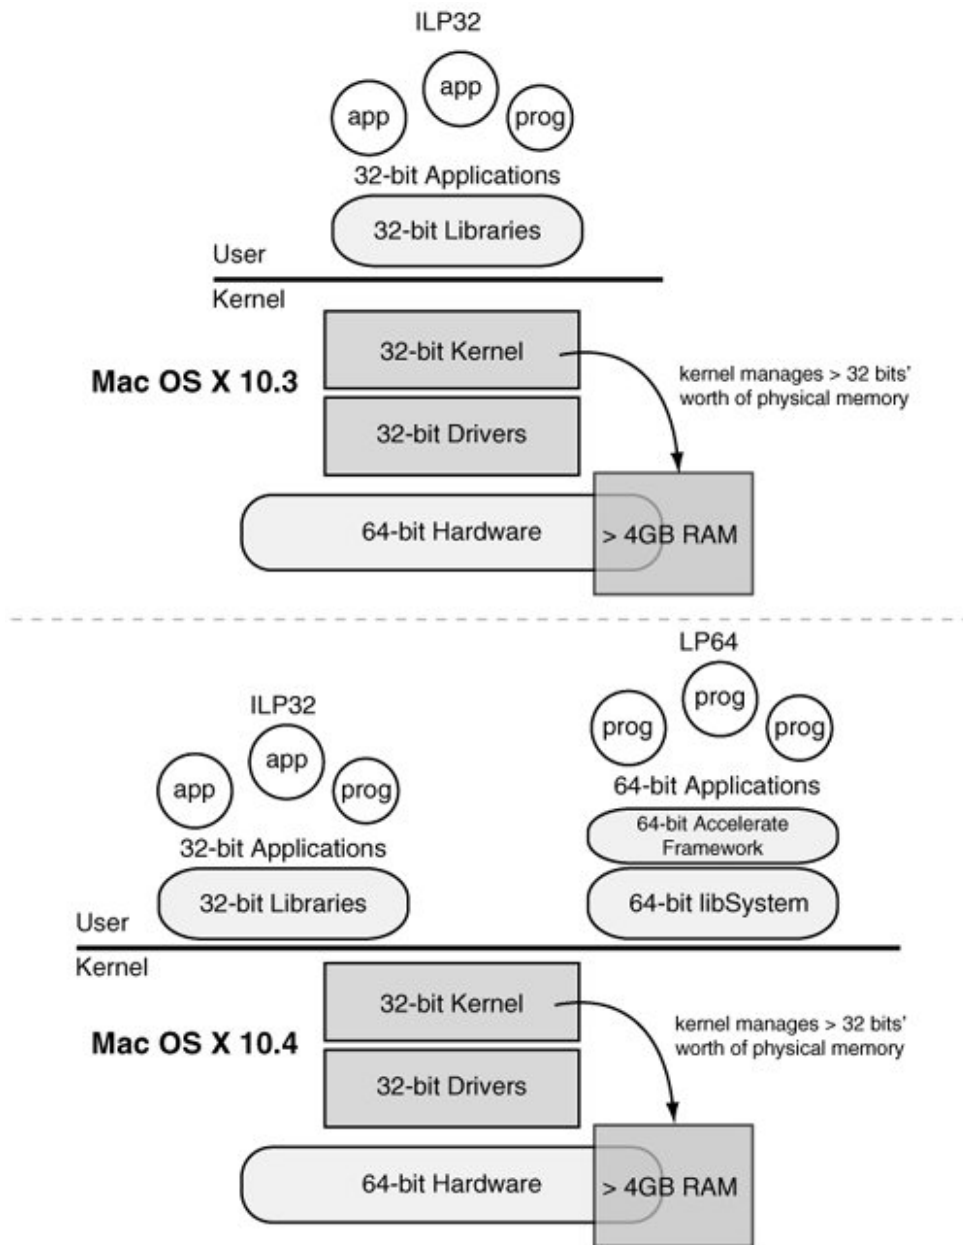 ILP32
app
app
prog
32-bit Applications
32-bit Libraries
User
Kernel
32-bit Kernel
Mac OS X 10.3
kernel manages > 32 bits'
worth of physical memory
32-bit Drivers
64-bit Hardware
> 4GB RAM
LP64
prog
prog
prog
ILP32
app
app
prog
64-bit Applications
64-bit Accelerate
Framework
32-bit Applications
32-bit Libraries
64-bit libSystem
User
Kernel
32-bit Kernel
Mac OS X 10.4
kernel manages > 32 bits'
worth of physical memory
32-bit Drivers
64-bit Hardware
> 4GB RAM